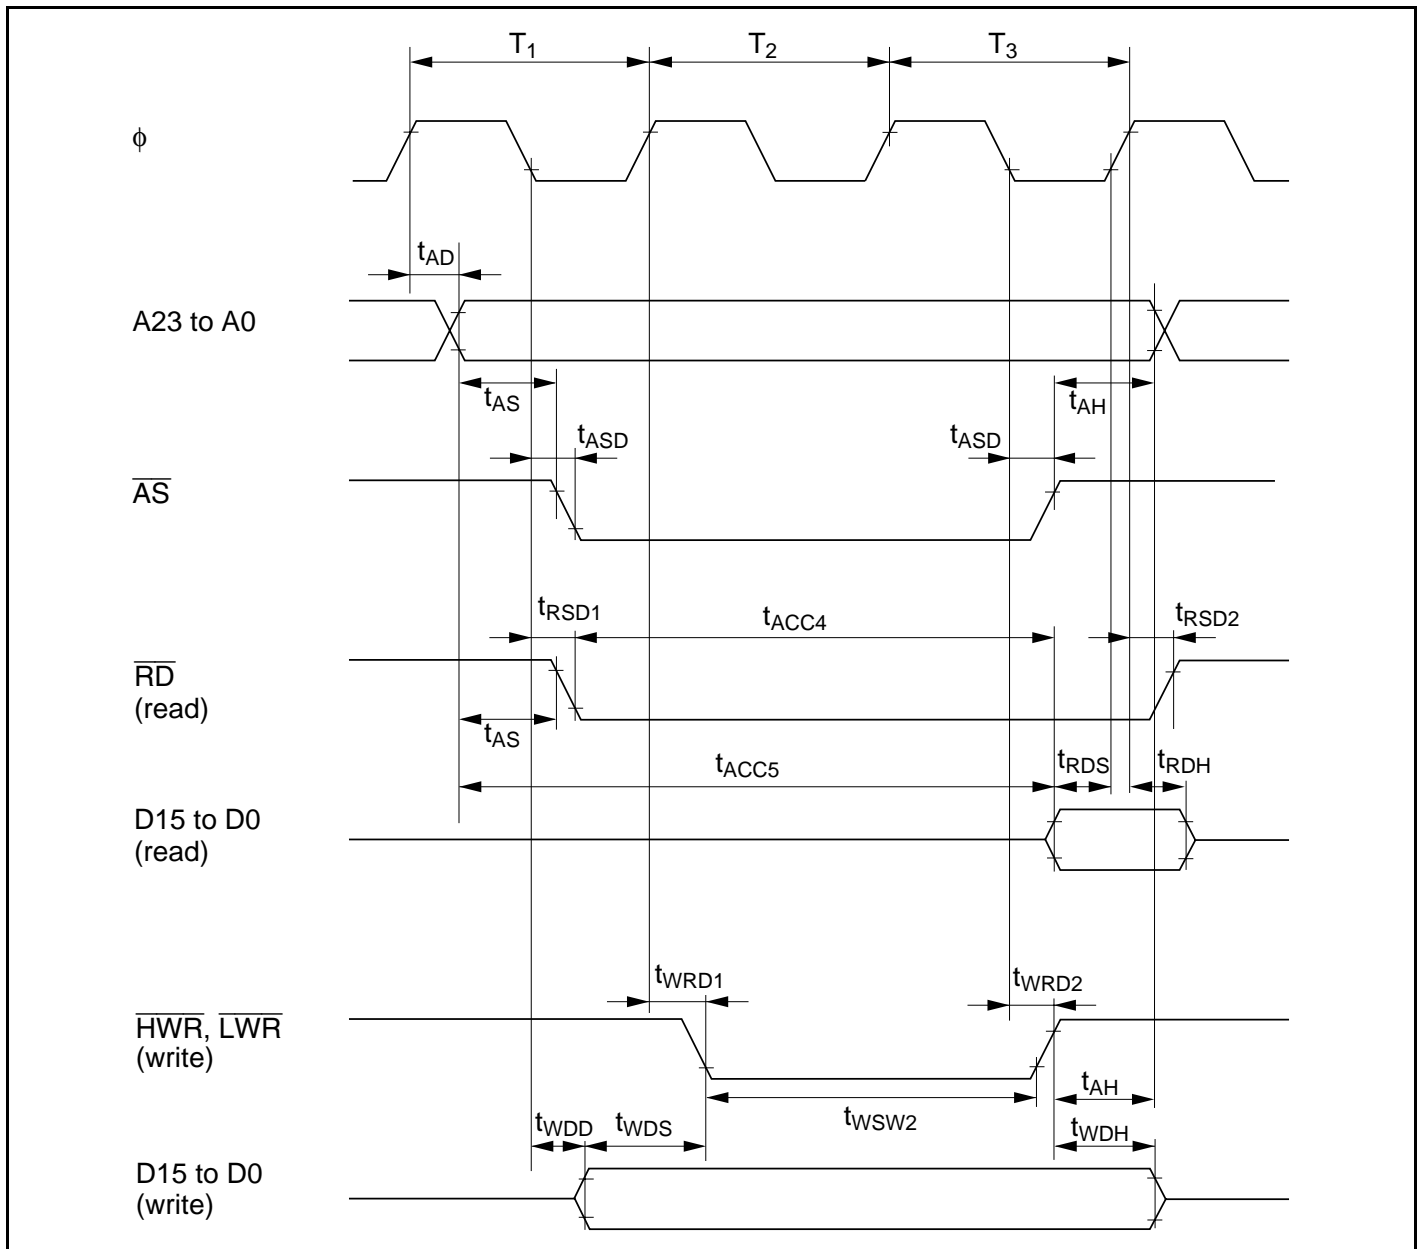 T1 T2 T3
ϕ
tAD
A23 to A0
tAS tAH
tASD tASD
AS
tRSD1 tACC4 tRSD2
RD
(read)
tAS
tACC5 tRDS tRDH
D15 to D0
(read)
tWRD1 tWRD2
HWR, LWR
(write)
tAH
tWDD tWDS tWSW2 tWDH
D15 to D0
(write)